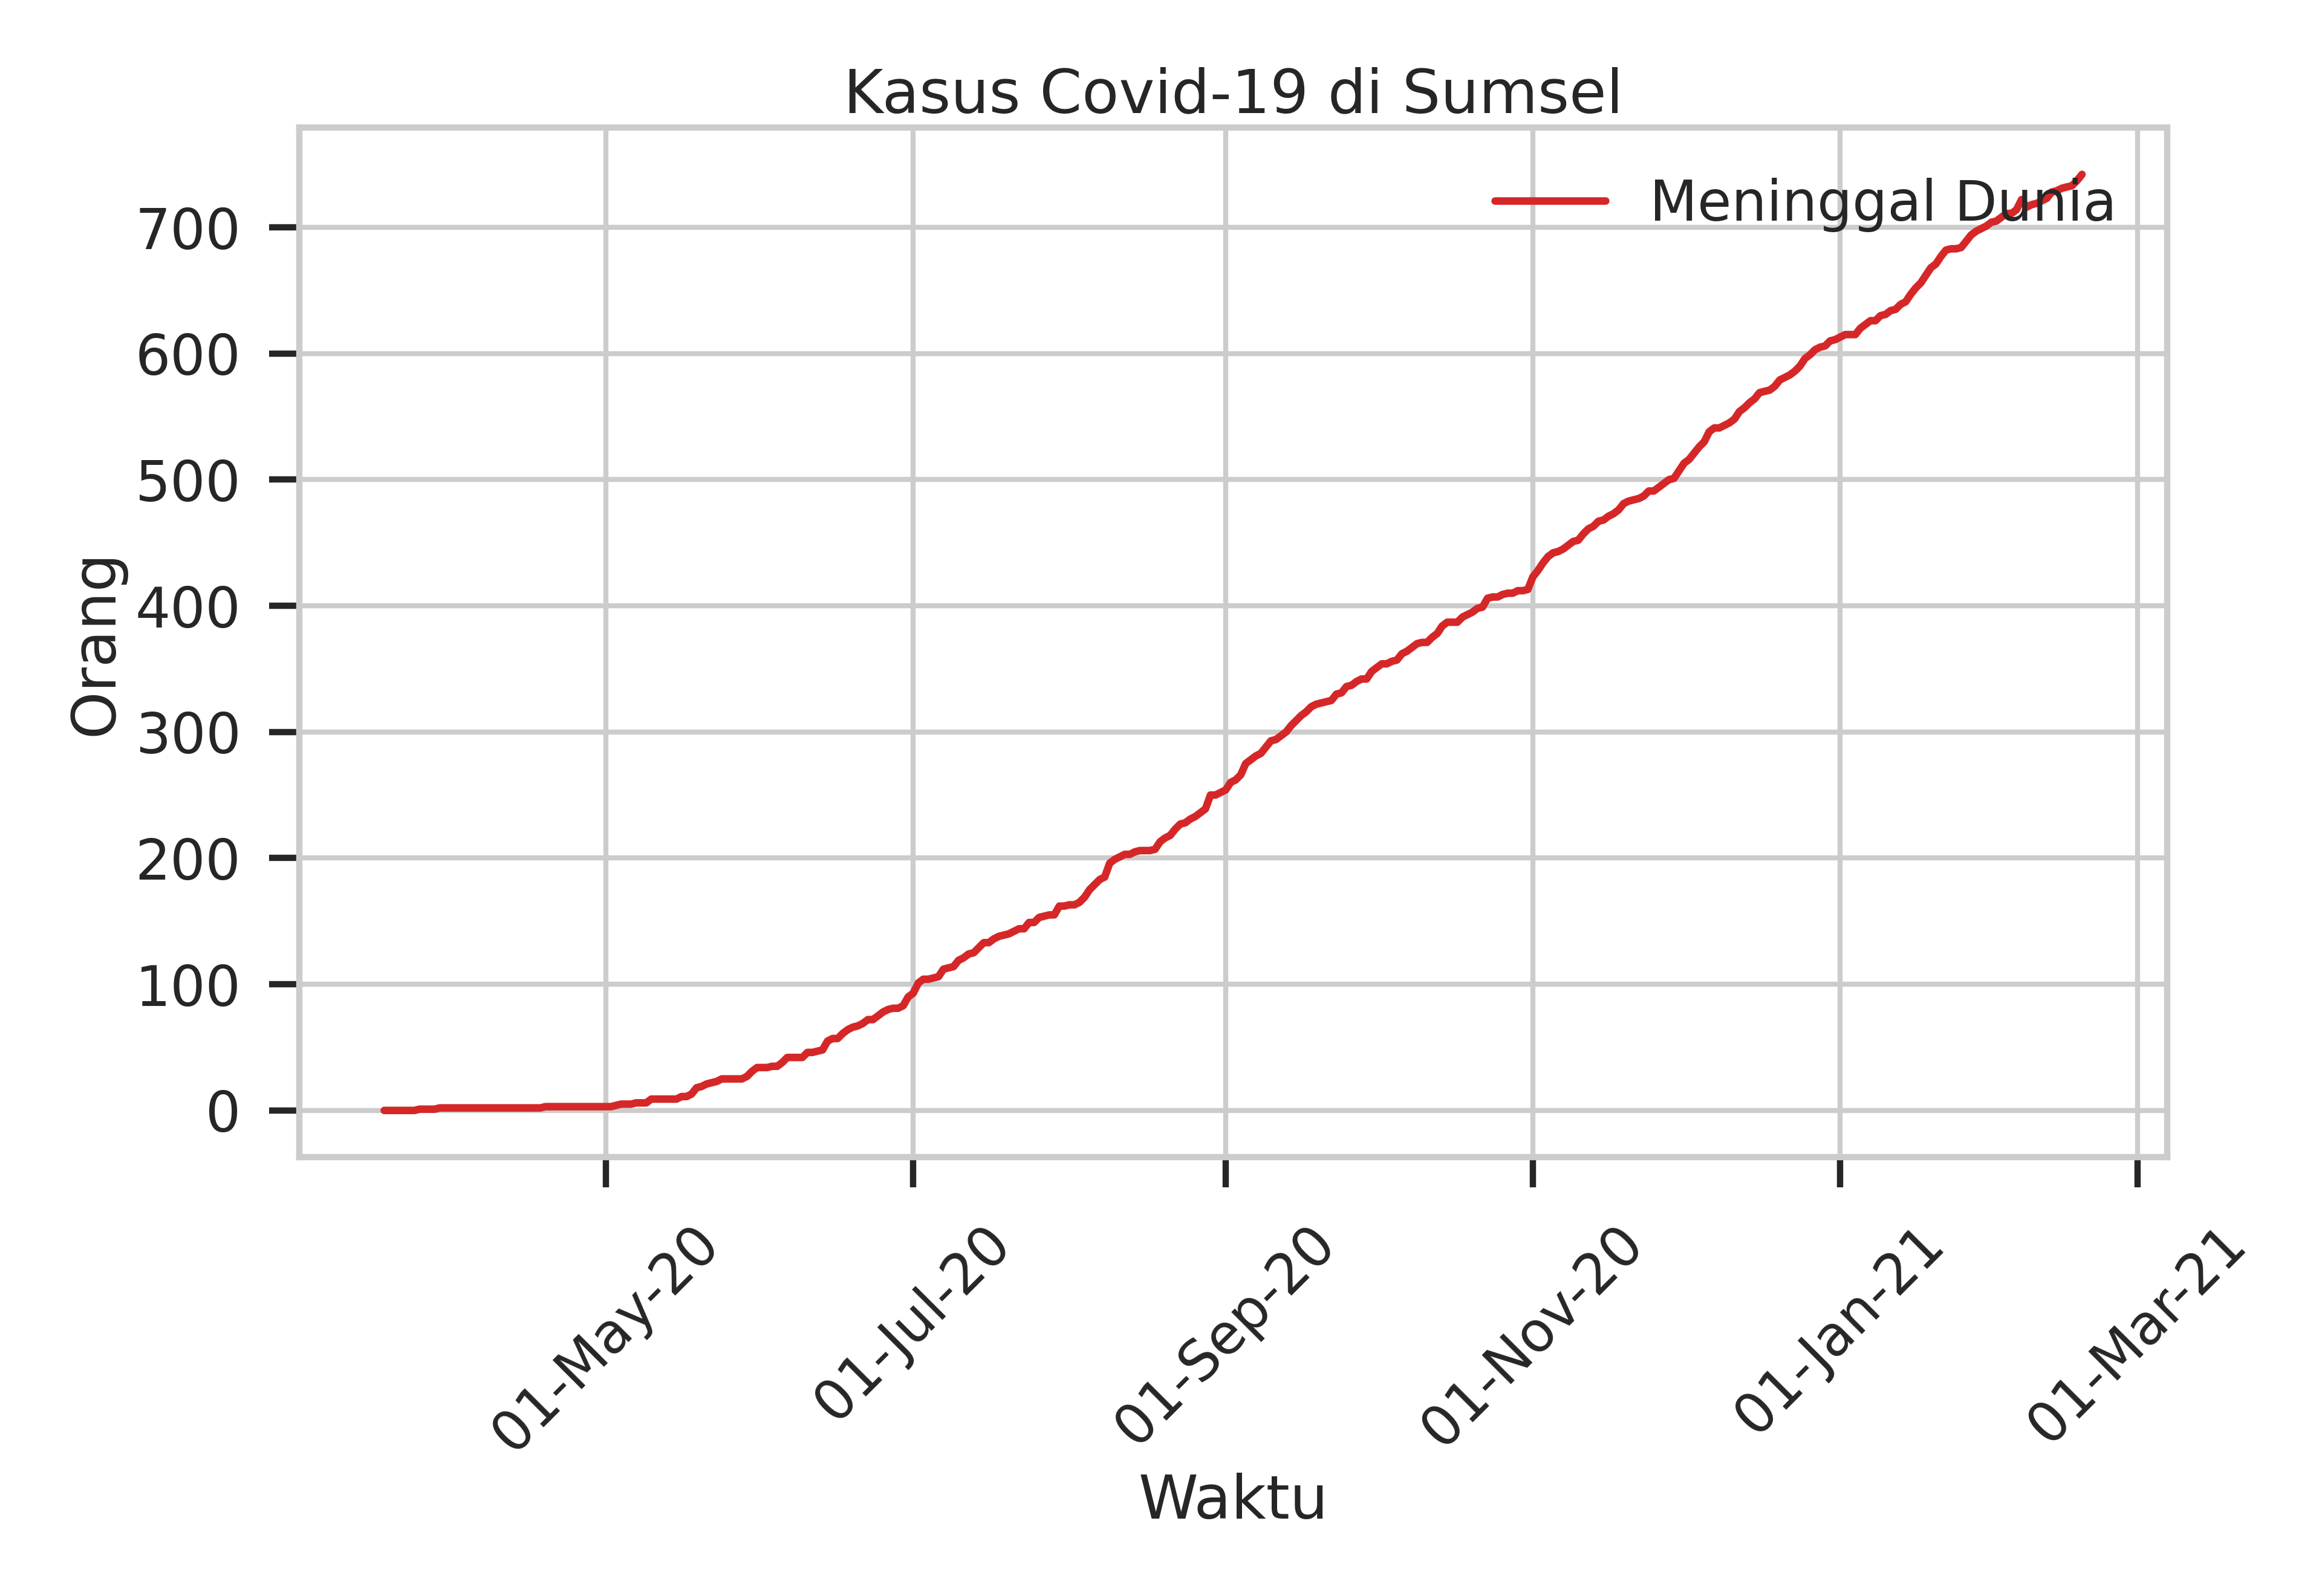 Kasus Covid-19 di Sumsel
Meninggal Dunia
Orang
700
600
500
400
300
200
100
0
01-May-20
01-Jul-20
01-Sep-20
01-Nov-20
01-Jan-21
01-Mar-21
Waktu